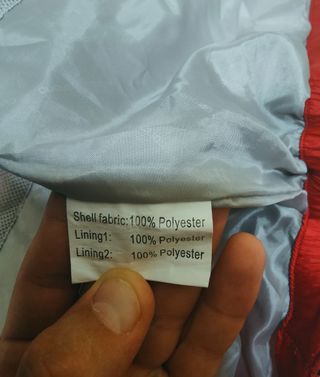 Shell fabric:100% Polyester
Lining1: 100% Polyester
Lining2: 100% Polyester